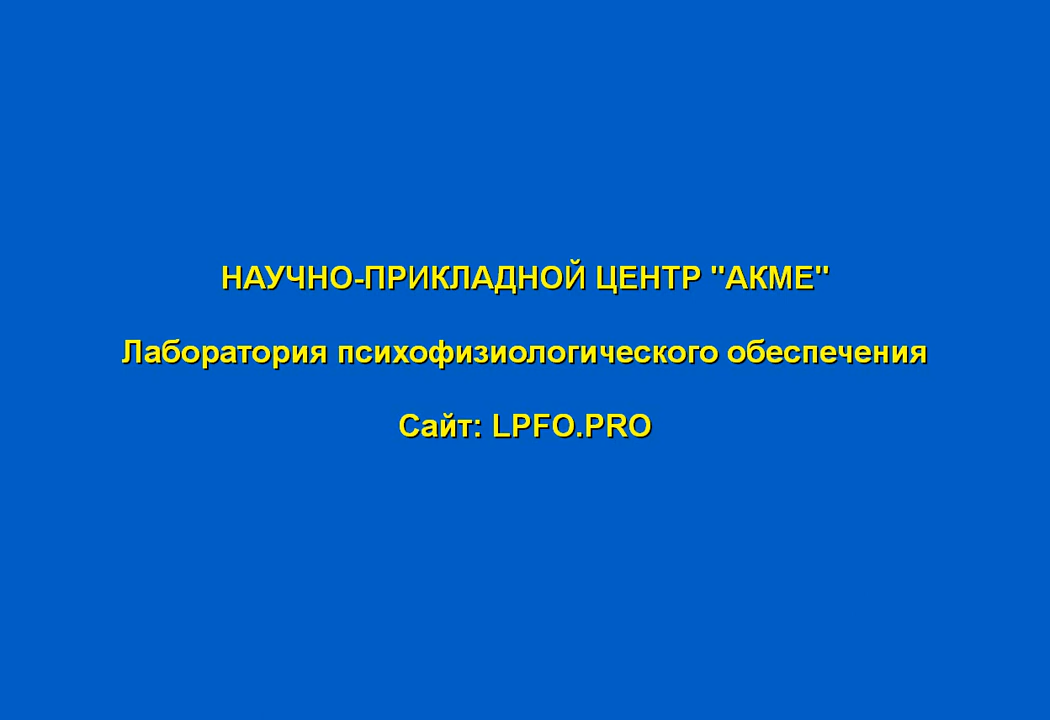 НАУЧНО-ПРИКЛАДНОЙ ЦЕНТР "АКМЕ"
Лаборатория психофизиологического обеспечения
Сайт: LPFO.PRO